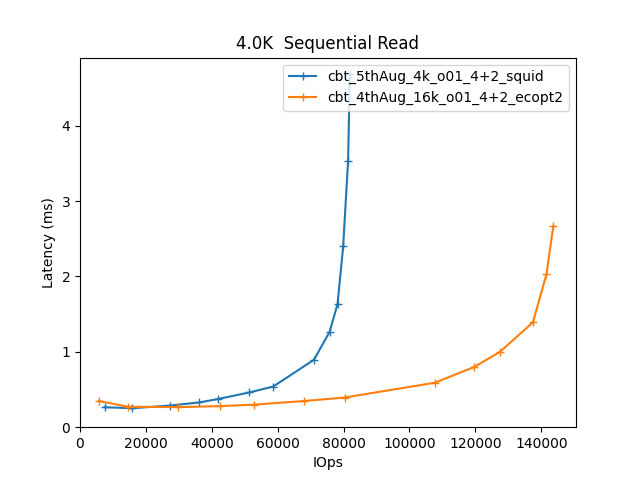 4.0K  Sequential Read
cbt_5thAug_4k_o01_4+2_squid
cbt_4thAug_16k_o01_4+2_ecopt2
Latency (ms)
4
3
2
1
0
0 20000 40000 60000 80000 100000 120000 140000
IOps